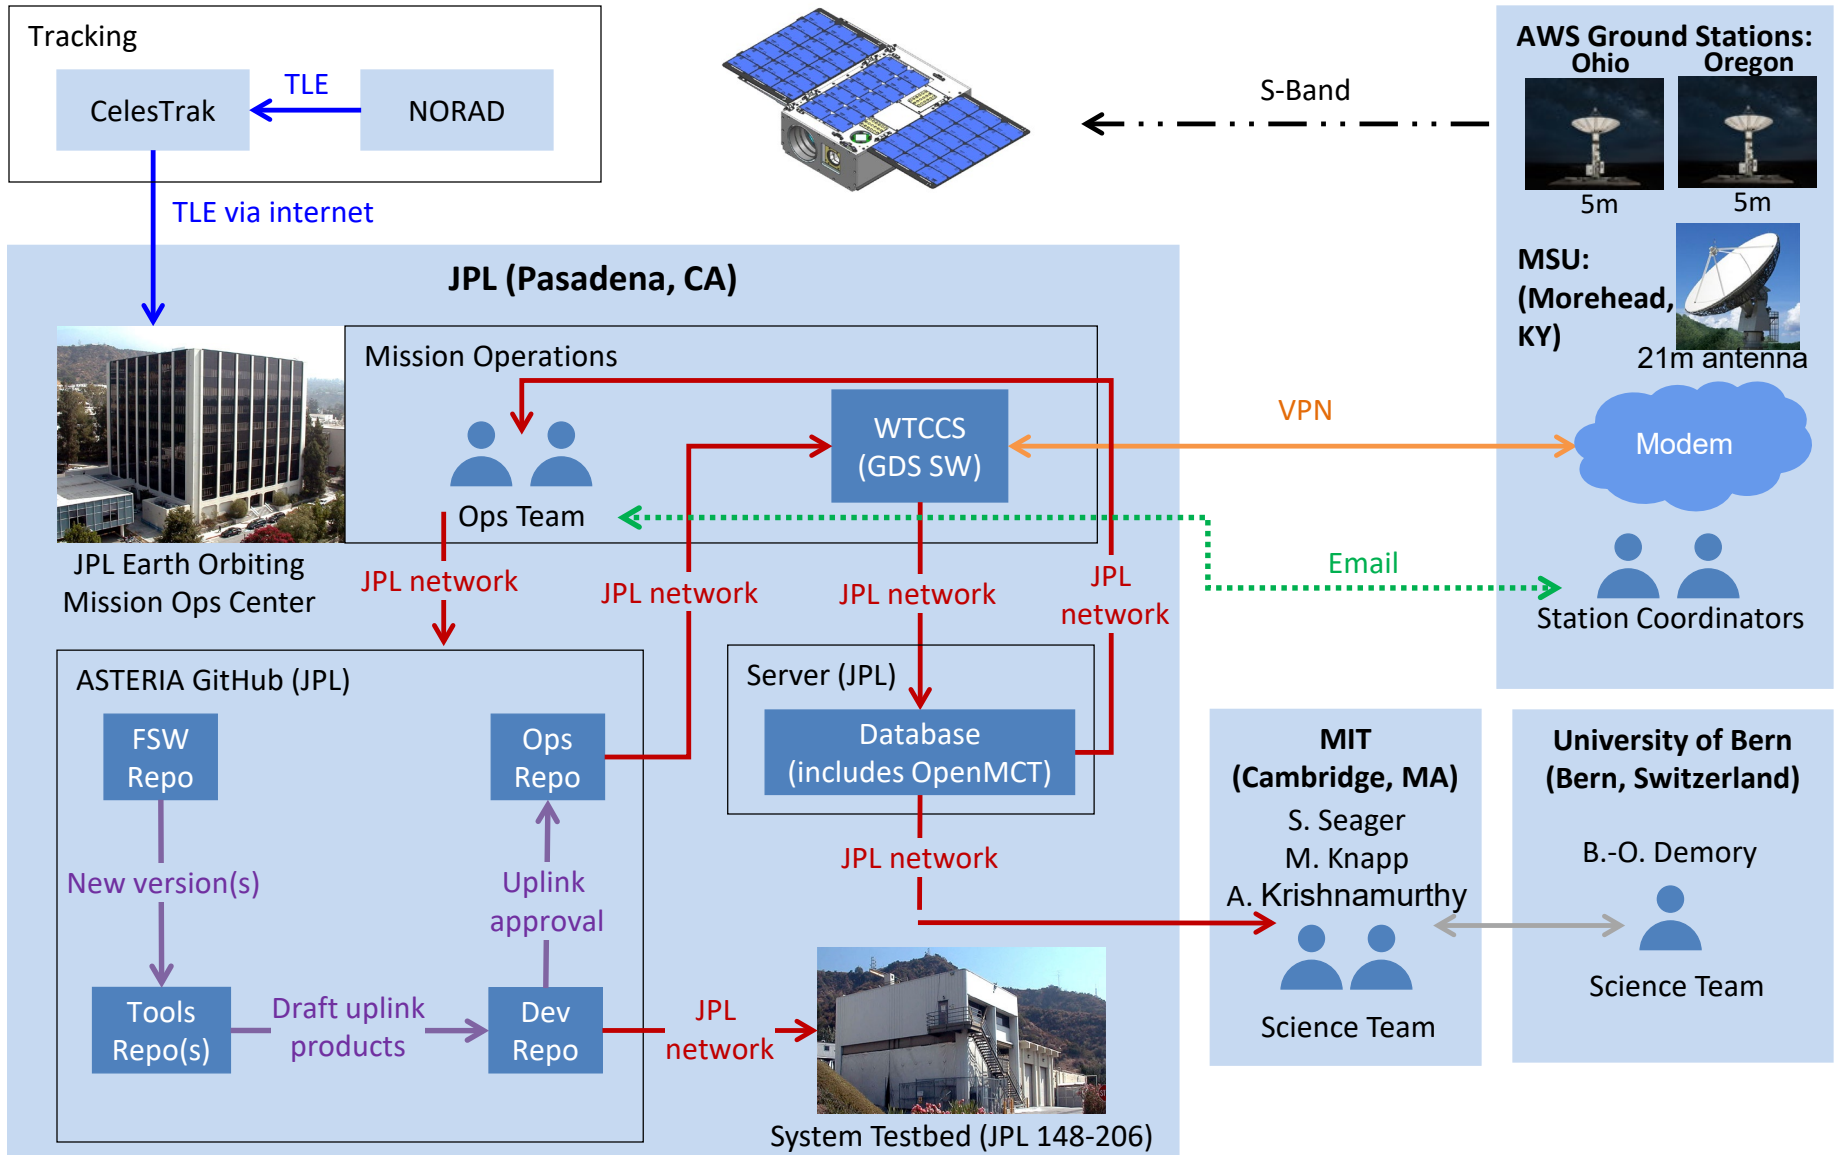 Tracking
CelesTrak
TLE
NORAD
TLE via internet
S-Band
AWS Ground Stations:
Ohio
Oregon
5m
5m
MSU:
(Morehead,
KY)
21m antenna
Modem
Station Coordinators
VPN
Email
JPL (Pasadena, CA)
Mission Operations
Ops Team
WTCCS
(GDS SW)
JPL Earth Orbiting
Mission Ops Center
JPL network
JPL network
JPL network
JPL
network
ASTERIA GitHub (JPL)
FSW
Repo
Ops
Repo
New version(s)
Uplink
approval
Tools
Repo(s)
Draft uplink
products
Dev
Repo
JPL
network
Server (JPL)
Database
(includes OpenMCT)
JPL network
System Testbed (JPL 148-206)
MIT
(Cambridge, MA)
S. Seager
M. Knapp
A. Krishnamurthy
Science Team
University of Bern
(Bern, Switzerland)
B.-O. Demory
Science Team